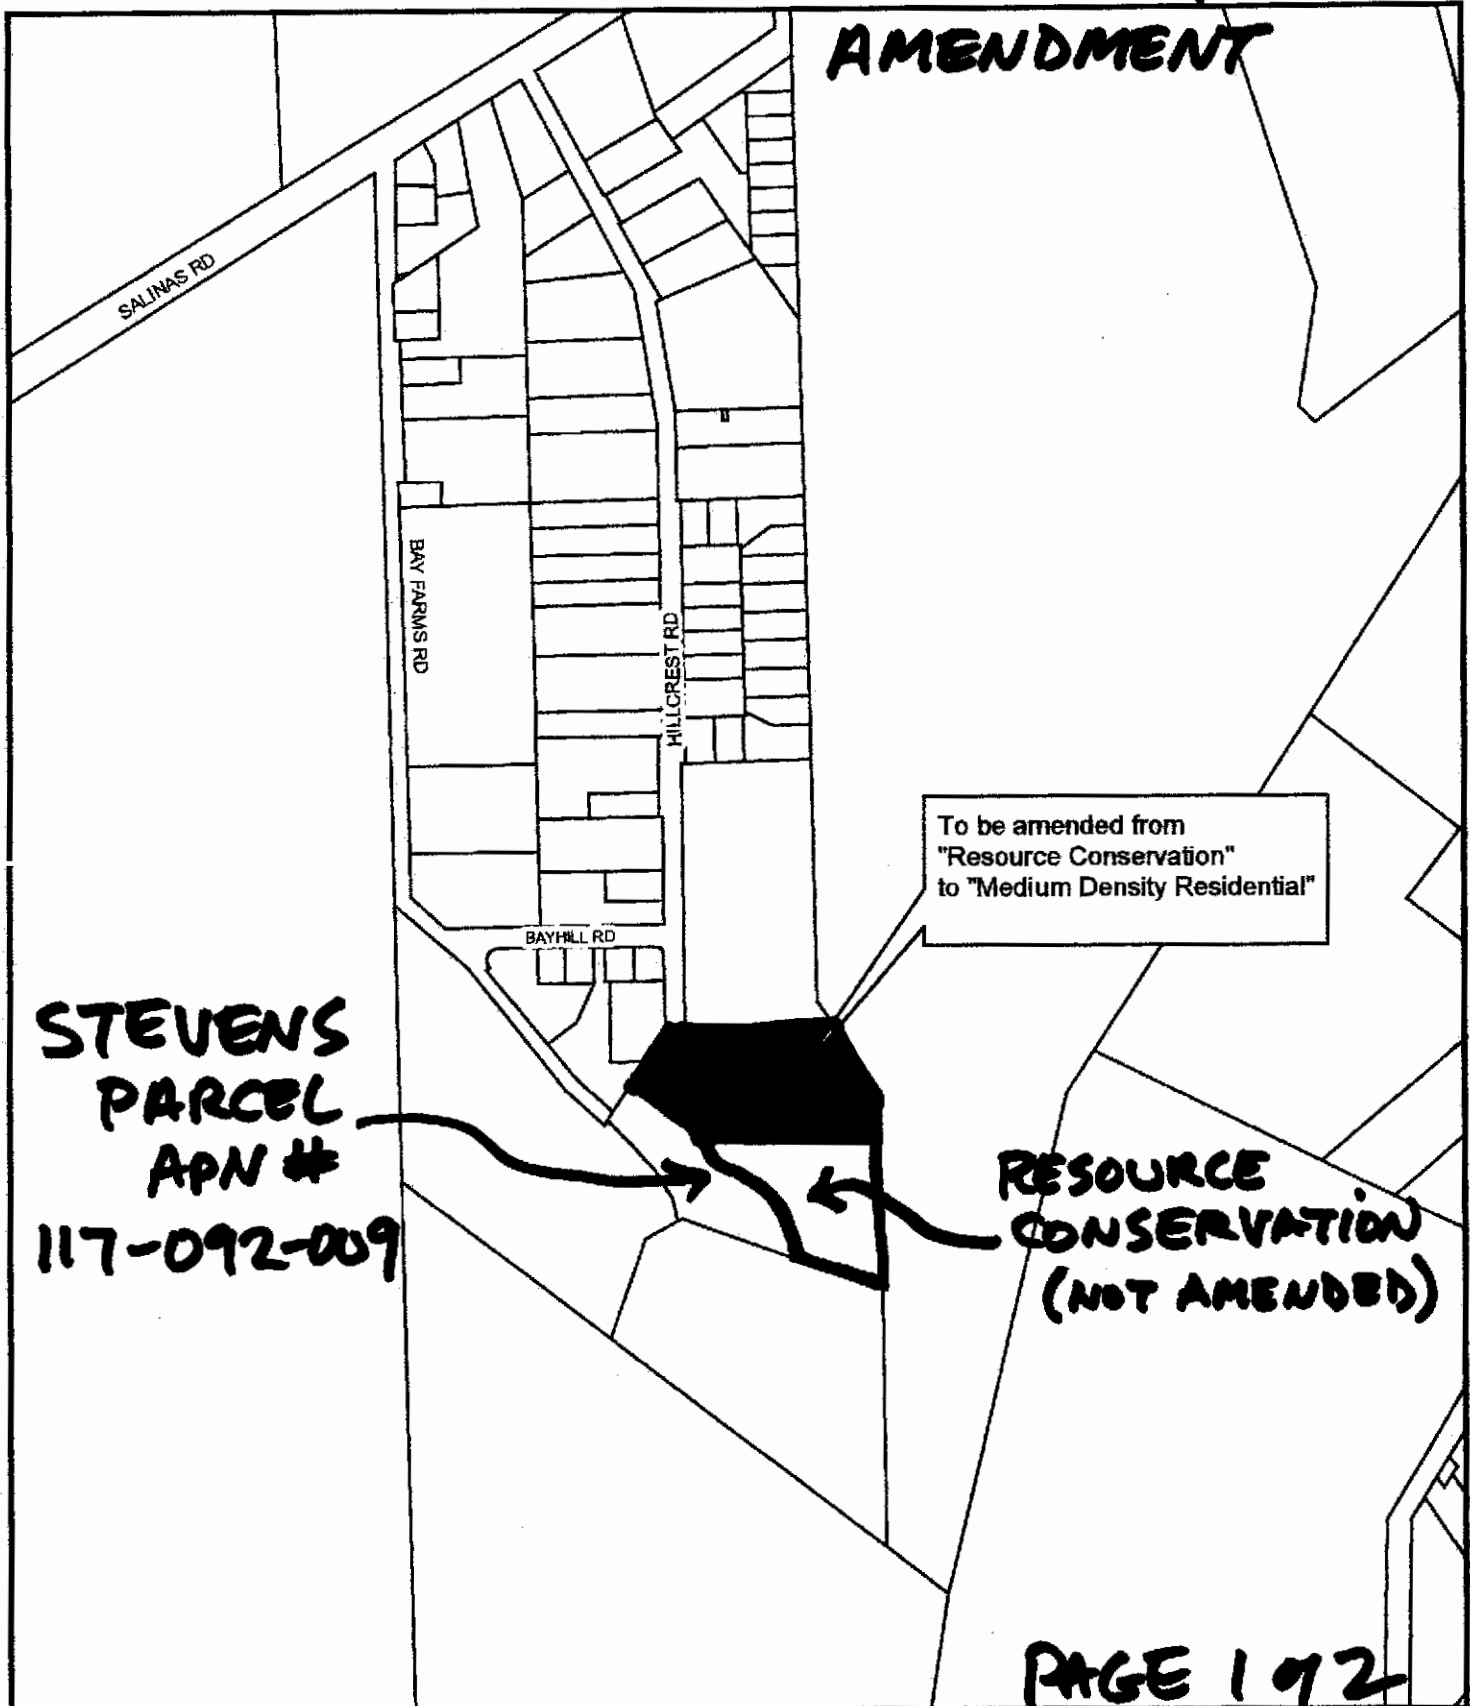 AMENDMENT
SALINAS RD
BAY FARMS RD
HILLCREST RD
To be amended from
"Resource Conservation"
to "Medium Density Residential"
BAYHILL RD
STEVENS
PARCEL
APN #
117-092-009
RESOURCE
CONSERVATION
(NOT AMENDED)
PAGE 1 of 2